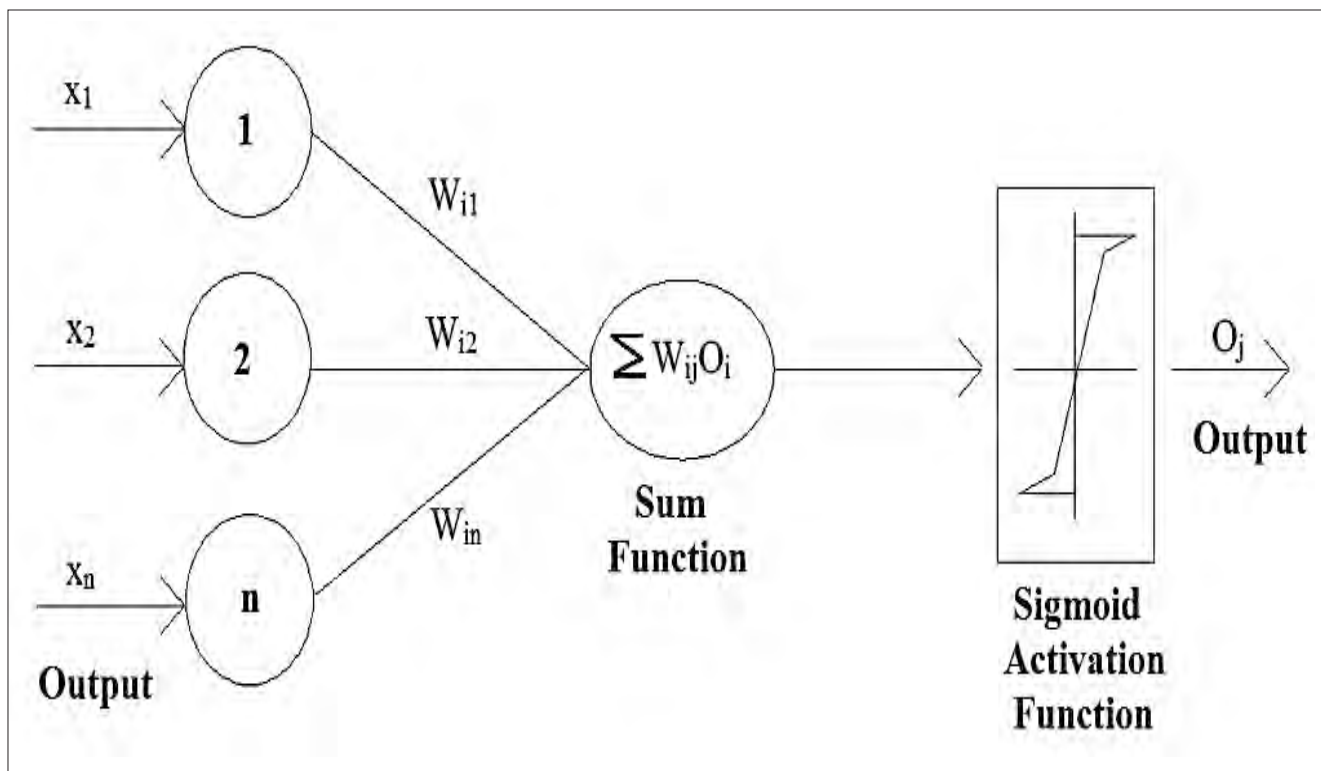 x₁
1
Wᵢ₁
x₂
2
Wᵢ₂
∑WᵢⱼOᵢ
Oⱼ
Output
Sum
Function
Wᵢₙ
xₙ
n
Output
Sigmoid
Activation
Function